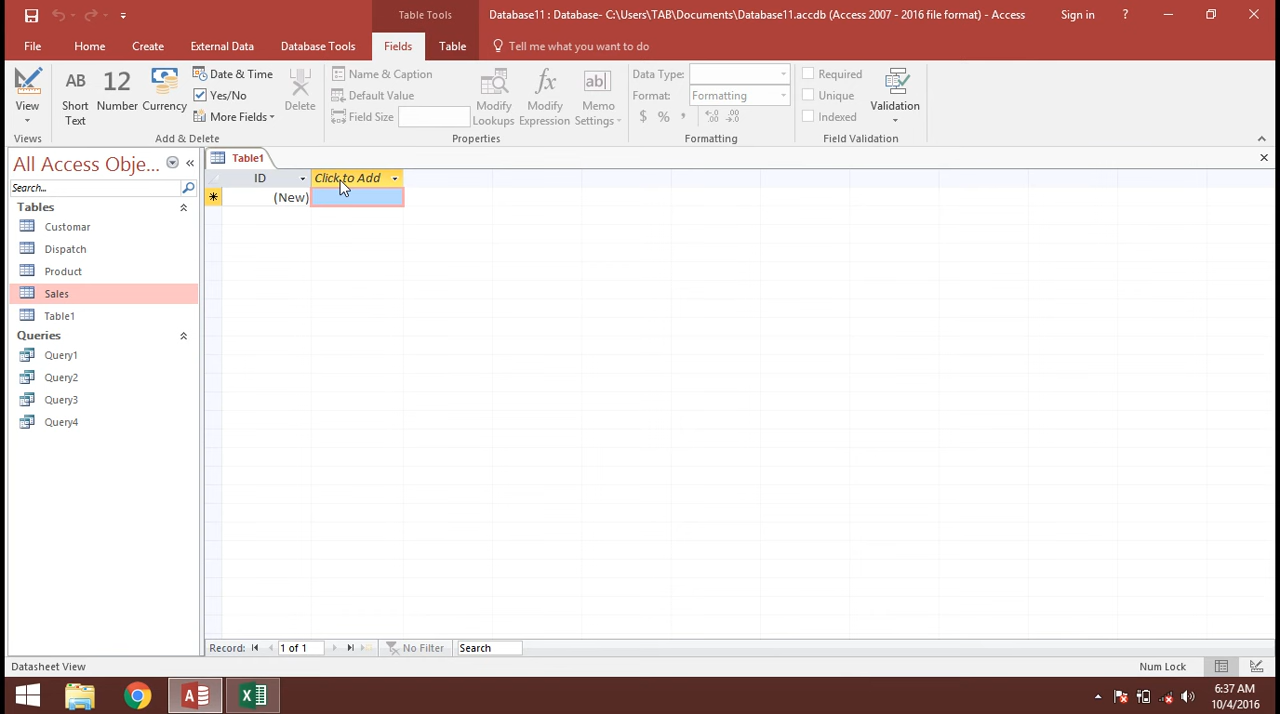 Table Tools
Database11 : Database- C:\Users\TAB\Documents\Database11.accdb (Access 2007 - 2016 file format) - Access
Sign in
?
File
Home
Create
External Data
Database Tools
Fields
Table
Tell me what you want to do
View
Views
AB
Short
Text
12
Number
Currency
Date & Time
Yes/No
More Fields
Delete
Add & Delete
Name & Caption
Default Value
Field Size
Modify
Lookups
fx
Modify
Expression
ab
Memo
Settings
Properties
Data Type:
Format: Formatting
$ % ,
Formatting
Required
Unique
Indexed
Validation
Field Validation
All Access Obje...
Search...
Tables
Customar
Dispatch
Product
Sales
Table1
Queries
Query1
Query2
Query3
Query4
Table1
ID
Click to Add
(New)
Record:
1 of 1
No Filter
Search
Datasheet View
Num Lock
6:37 AM
10/4/2016